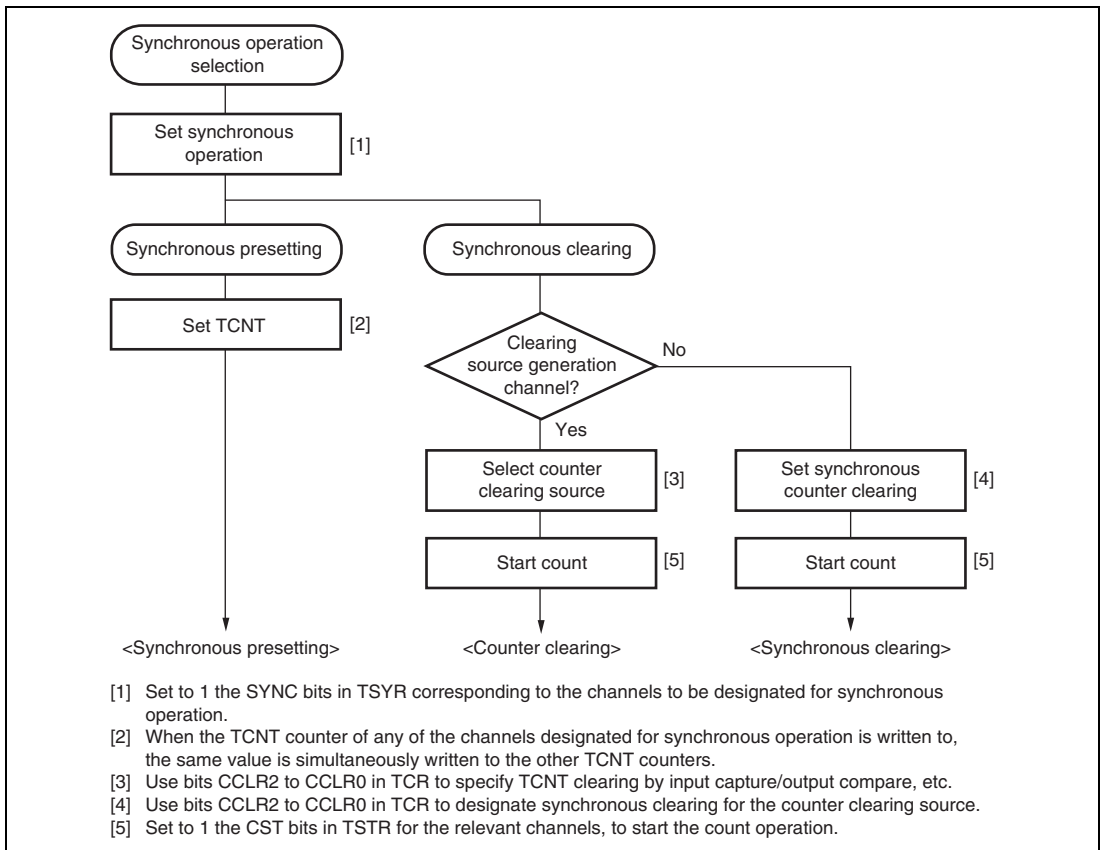 Synchronous operation
selection
Set synchronous
operation
[1]
Synchronous presetting
Synchronous clearing
Set TCNT
[2]
Clearing
source generation
channel?
No
Yes
Select counter
clearing source
[3]
Set synchronous
counter clearing
[4]
Start count
[5]
Start count
[5]
<Synchronous presetting>
<Counter clearing>
<Synchronous clearing>
[1] Set to 1 the SYNC bits in TSYR corresponding to the channels to be designated for synchronous
operation.
[2] When the TCNT counter of any of the channels designated for synchronous operation is written to,
the same value is simultaneously written to the other TCNT counters.
[3] Use bits CCLR2 to CCLR0 in TCR to specify TCNT clearing by input capture/output compare, etc.
[4] Use bits CCLR2 to CCLR0 in TCR to designate synchronous clearing for the counter clearing source.
[5] Set to 1 the CST bits in TSTR for the relevant channels, to start the count operation.